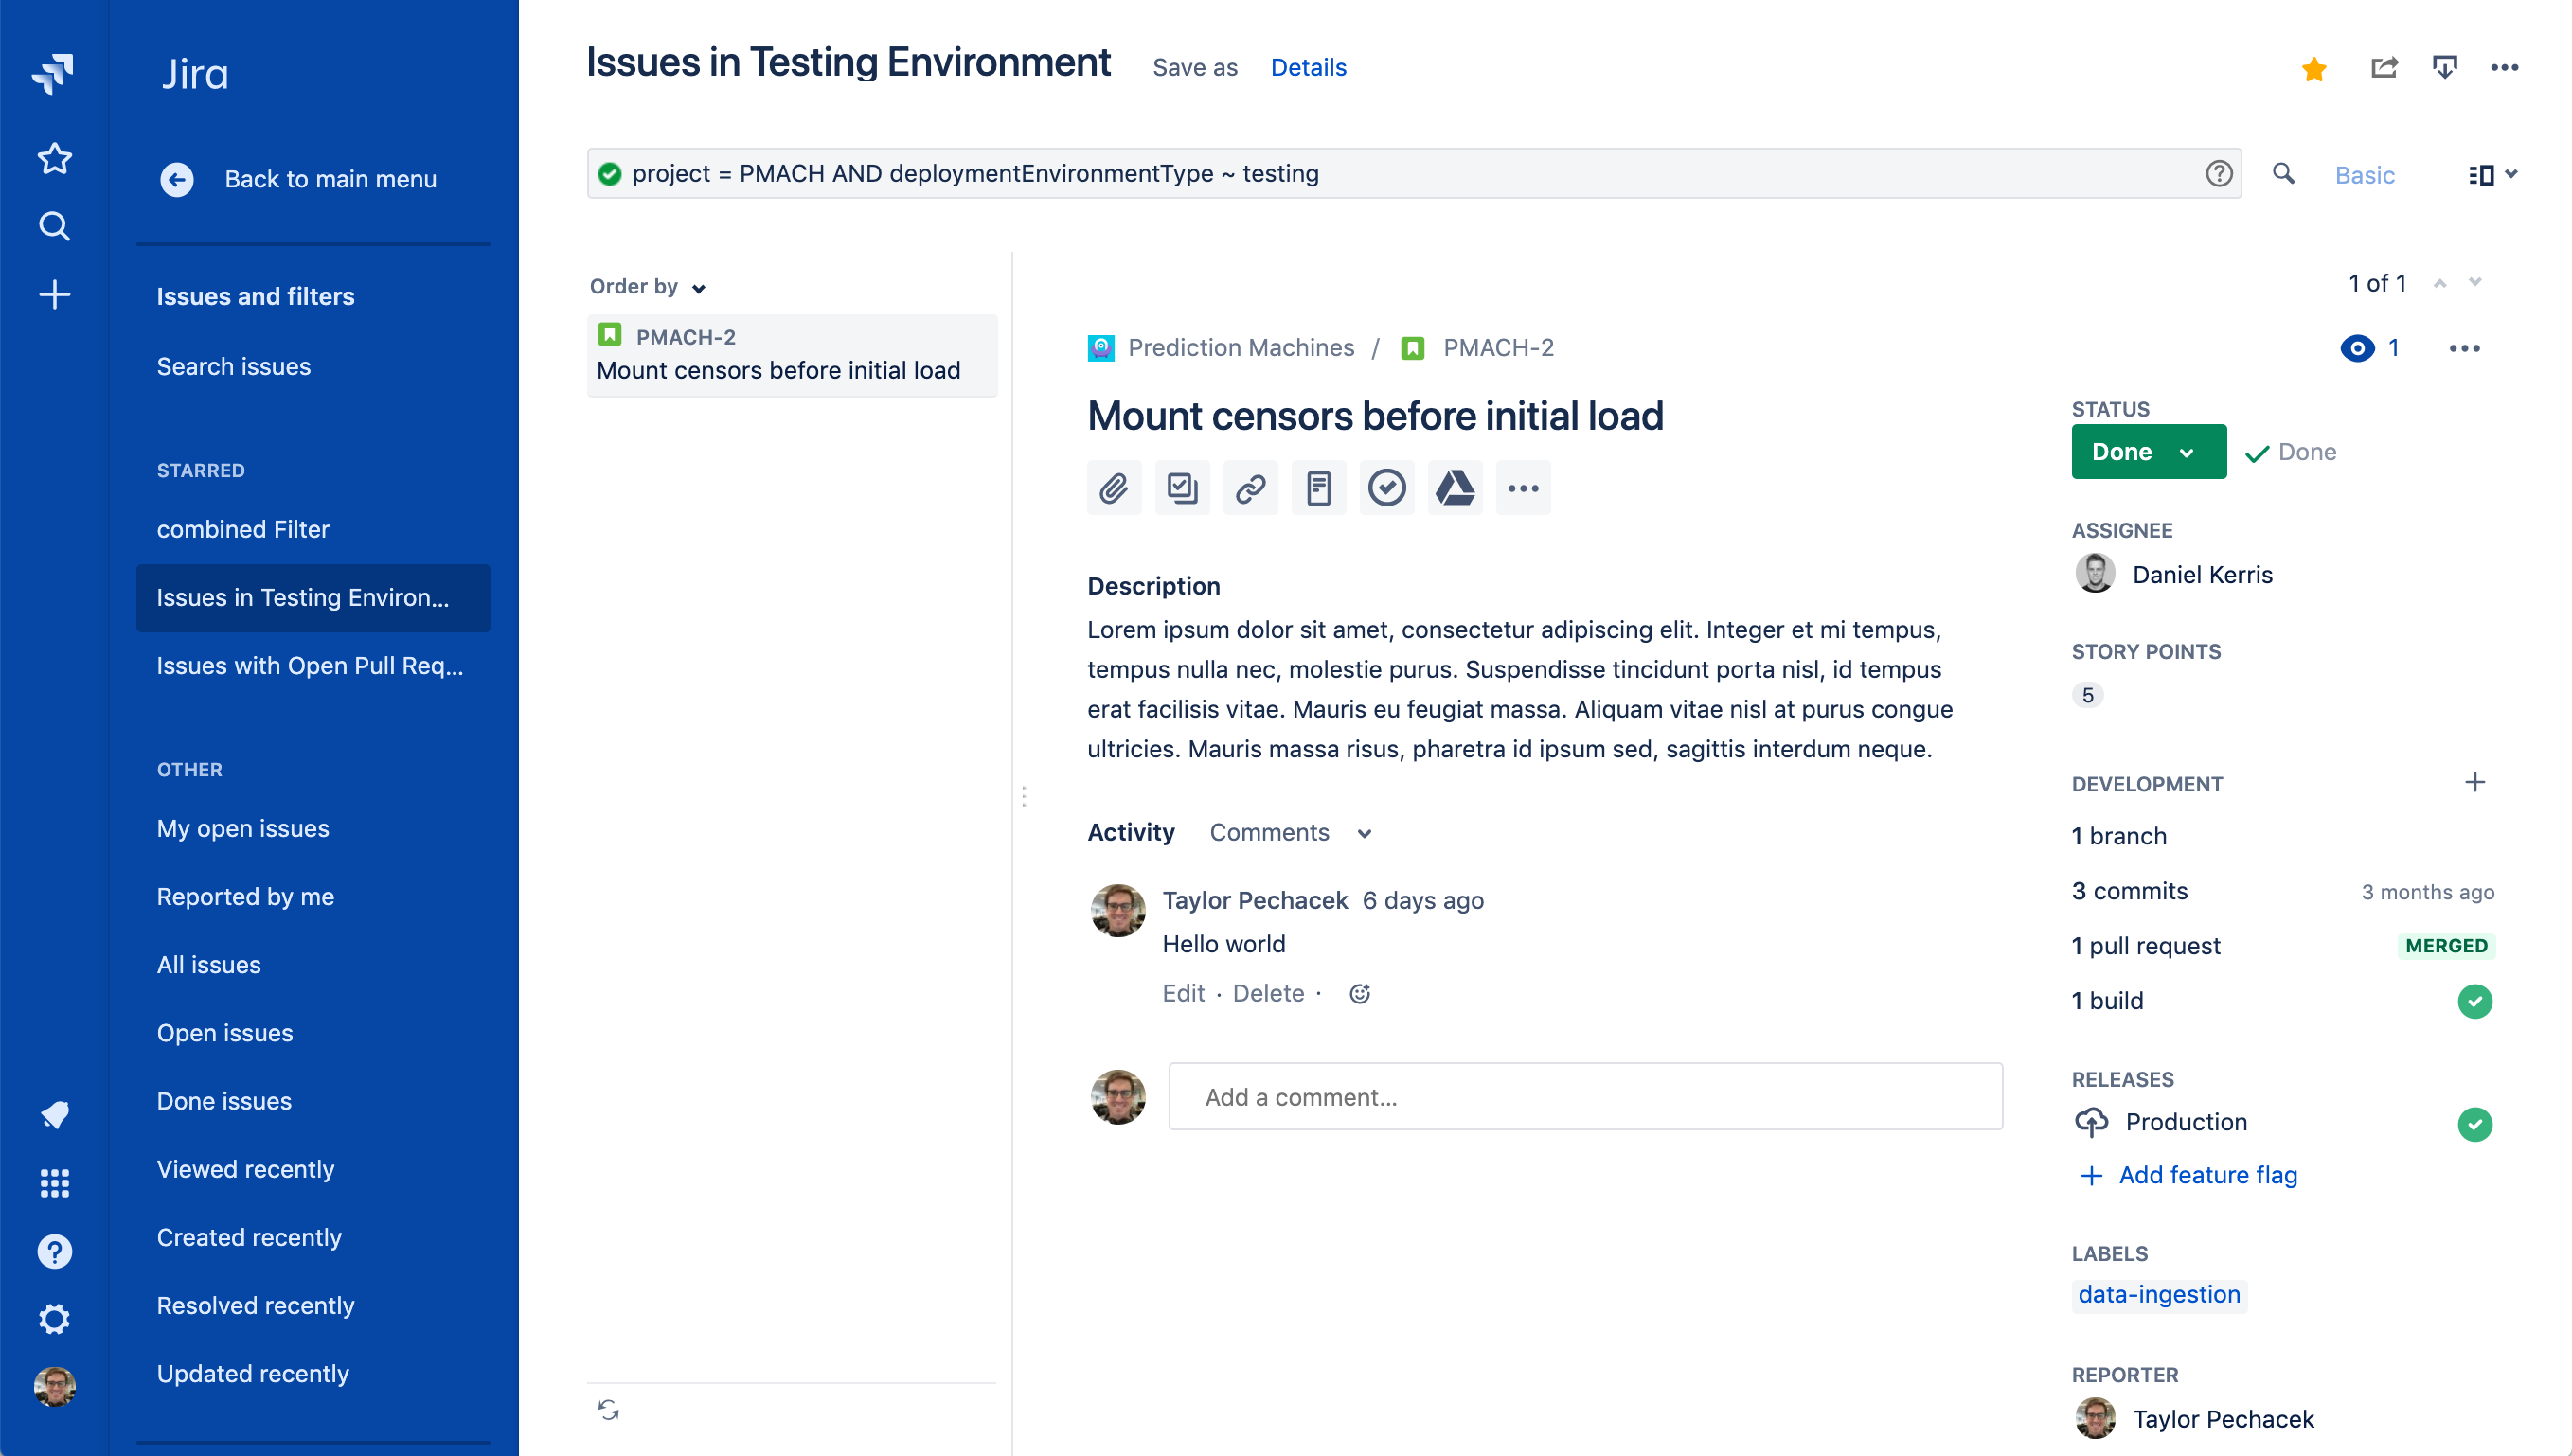 Jira
Back to main menu
Issues and filters
Search issues
STARRED
combined Filter
Issues in Testing Environ...
Issues with Open Pull Req...
OTHER
My open issues
Reported by me
All issues
Open issues
Done issues
Viewed recently
Created recently
Resolved recently
Updated recently
Issues in Testing Environment Save as Details
project = PMACH AND deploymentEnvironmentType ~ testing
Basic
Order by
PMACH-2
Mount censors before initial load
1 of 1
Prediction Machines / PMACH-2
1
Mount censors before initial load
Description
Lorem ipsum dolor sit amet, consectetur adipiscing elit. Integer et mi tempus,
tempus nulla nec, molestie purus. Suspendisse tincidunt porta nisl, id tempus
erat facilisis vitae. Mauris eu feugiat massa. Aliquam vitae nisl at purus congue
ultricies. Mauris massa risus, pharetra id ipsum sed, sagittis interdum neque.
Activity Comments
Taylor Pechacek 6 days ago
Hello world
Edit · Delete ·
Add a comment...
STATUS
Done Done
ASSIGNEE
Daniel Kerris
STORY POINTS
5
DEVELOPMENT
1 branch
3 commits 3 months ago
1 pull request MERGED
1 build
RELEASES
Production
Add feature flag
LABELS
data-ingestion
REPORTER
Taylor Pechacek